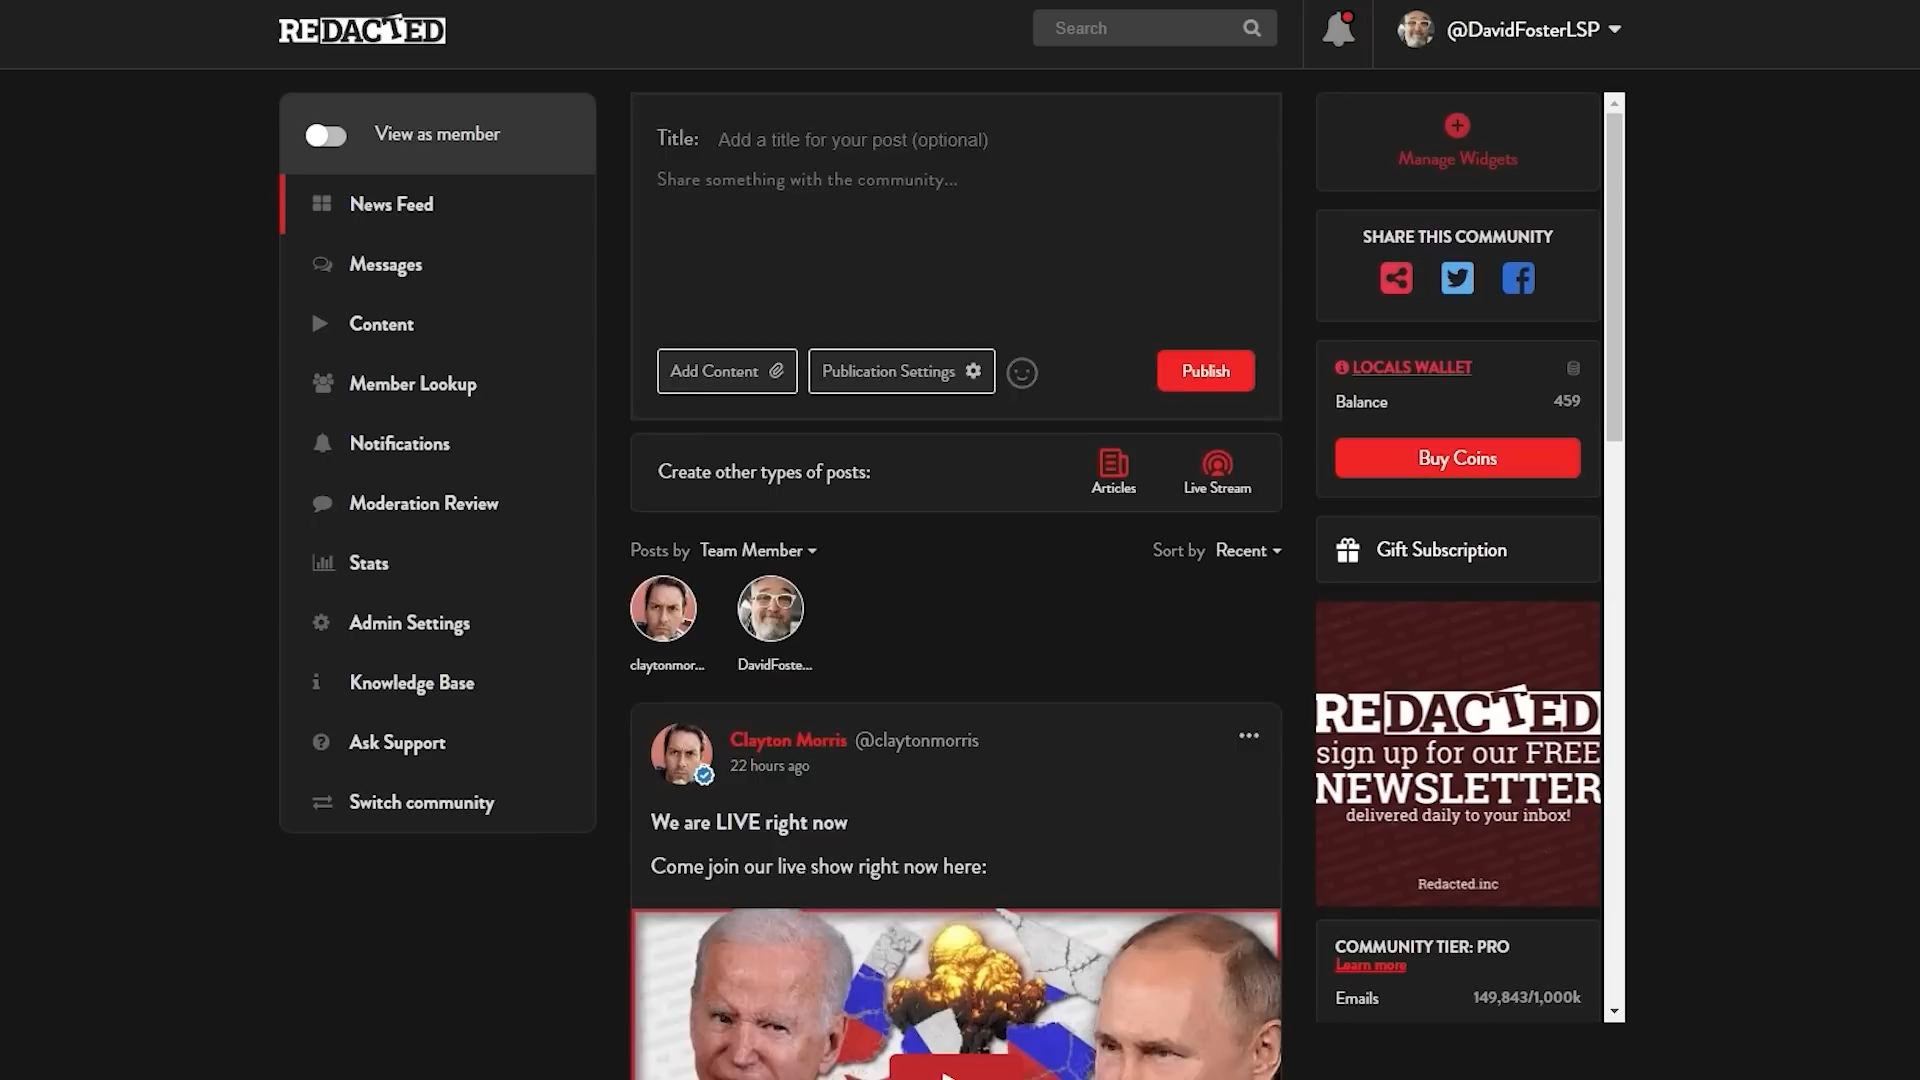 REDACTED
Search
@DavidFosterLSP
View as member
News Feed
Messages
Content
Member Lookup
Notifications
Moderation Review
Stats
Admin Settings
Knowledge Base
Ask Support
Switch community
Title: Add a title for your post (optional)
Share something with the community...
Add Content
Publication Settings
Publish
Create other types of posts:
Articles
Live Stream
Posts by Team Member
Sort by Recent
claytonmor...
DavidFoste...
Clayton Morris @claytonmorris
22 hours ago
We are LIVE right now
Come join our live show right now here:
Manage Widgets
SHARE THIS COMMUNITY
LOCALS WALLET
Balance 459
Buy Coins
Gift Subscription
REDACTED
sign up for our FREE
NEWSLETTER
delivered daily to your inbox!
Redacted.inc
COMMUNITY TIER: PRO
Learn more
Emails 149,843/1,000k